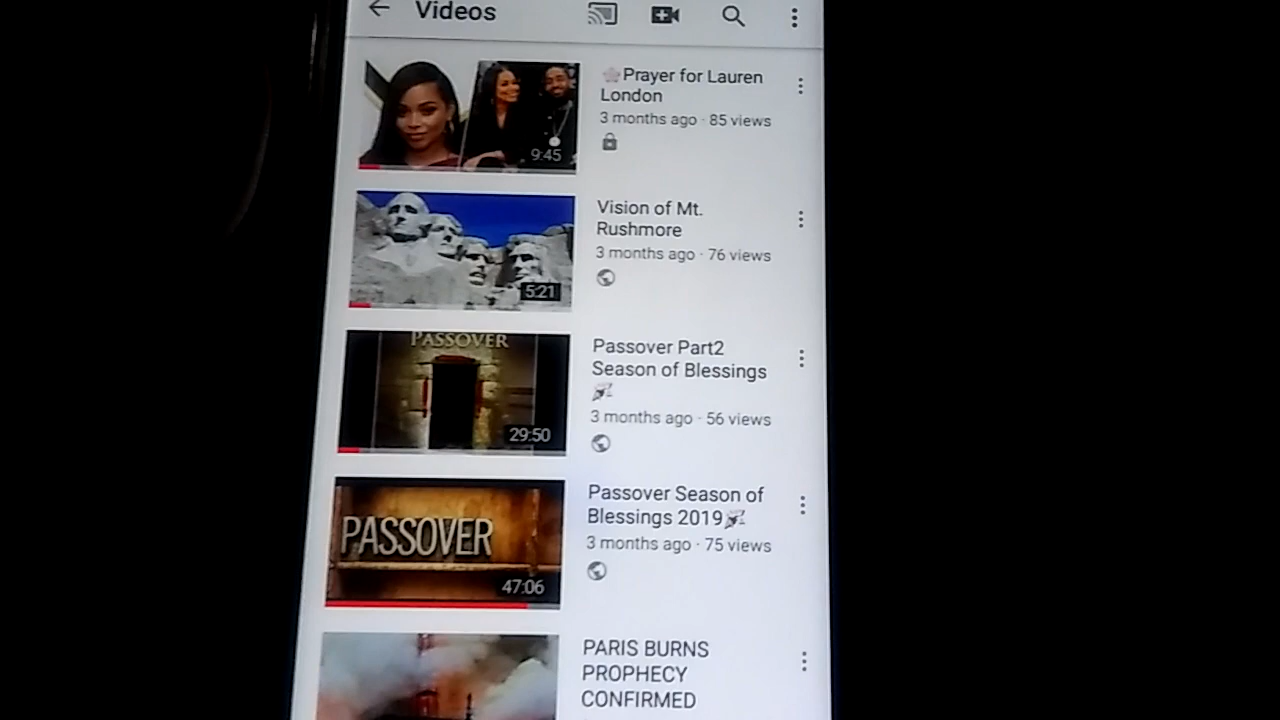 Videos
🌸Prayer for Lauren
London
3 months ago · 85 views
9:45
Vision of Mt.
Rushmore
3 months ago · 76 views
5:21
PASSOVER
Passover Part2
Season of Blessings
🎉
3 months ago · 56 views
29:50
Passover Season of
Blessings 2019🎉
3 months ago · 75 views
PASSOVER
47:06
PARIS BURNS
PROPHECY
CONFIRMED